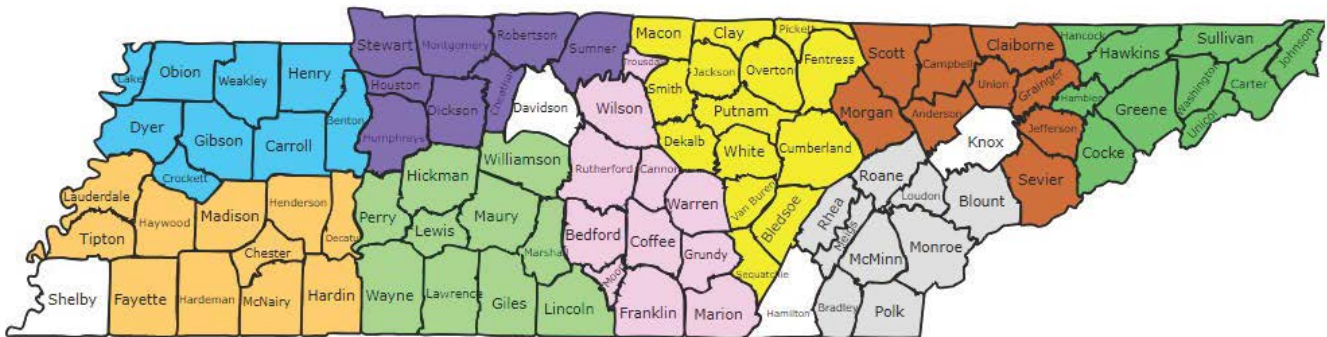 Lake
Obion
Weakley
Henry
Stewart
Montgomery
Robertson
Sumner
Macon
Clay
Pickett
Fentress
Scott
Campbell
Claiborne
Hancock
Hawkins
Sullivan
Johnson
Trousdale
Smith
Jackson
Overton
Union
Grainger
Hamblen
Greene
Washington
Carter
Unicoi
Houston
Dickson
Cheatham
Davidson
Wilson
Putnam
Morgan
Anderson
Jefferson
Cocke
Knox
Sevier
Dyer
Gibson
Carroll
Benton
Humphreys
Dekalb
White
Cumberland
Crockett
Williamson
Hickman
Rutherford
Cannon
Warren
Van Buren
Bledsoe
Rhea
Meigs
Roane
Loudon
Blount
Lauderdale
Haywood
Madison
Henderson
Decatu
Perry
Lewis
Maury
Marshall
Bedford
Coffee
Grundy
Sequatchie
McMinn
Monroe
Tipton
Chester
Moore
Shelby
Fayette
Hardeman
McNairy
Hardin
Wayne
Lawrence
Giles
Lincoln
Franklin
Marion
Hamilton
Bradley
Polk